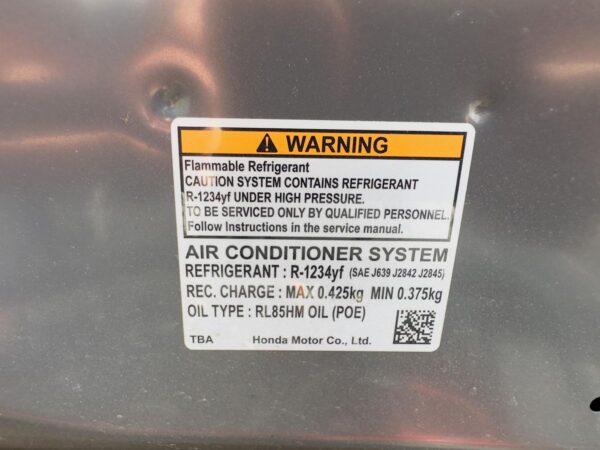 WARNING
Flammable Refrigerant
CAUTION SYSTEM CONTAINS REFRIGERANT
R-1234yf UNDER HIGH PRESSURE.
TO BE SERVICED ONLY BY QUALIFIED PERSONNEL.
Follow Instructions in the service manual.
AIR CONDITIONER SYSTEM
REFRIGERANT : R-1234yf (SAE J639 J2842 J2845)
REC. CHARGE : MAX 0.425kg MIN 0.375kg
OIL TYPE : RL85HM OIL (POE)
TBA Honda Motor Co., Ltd.